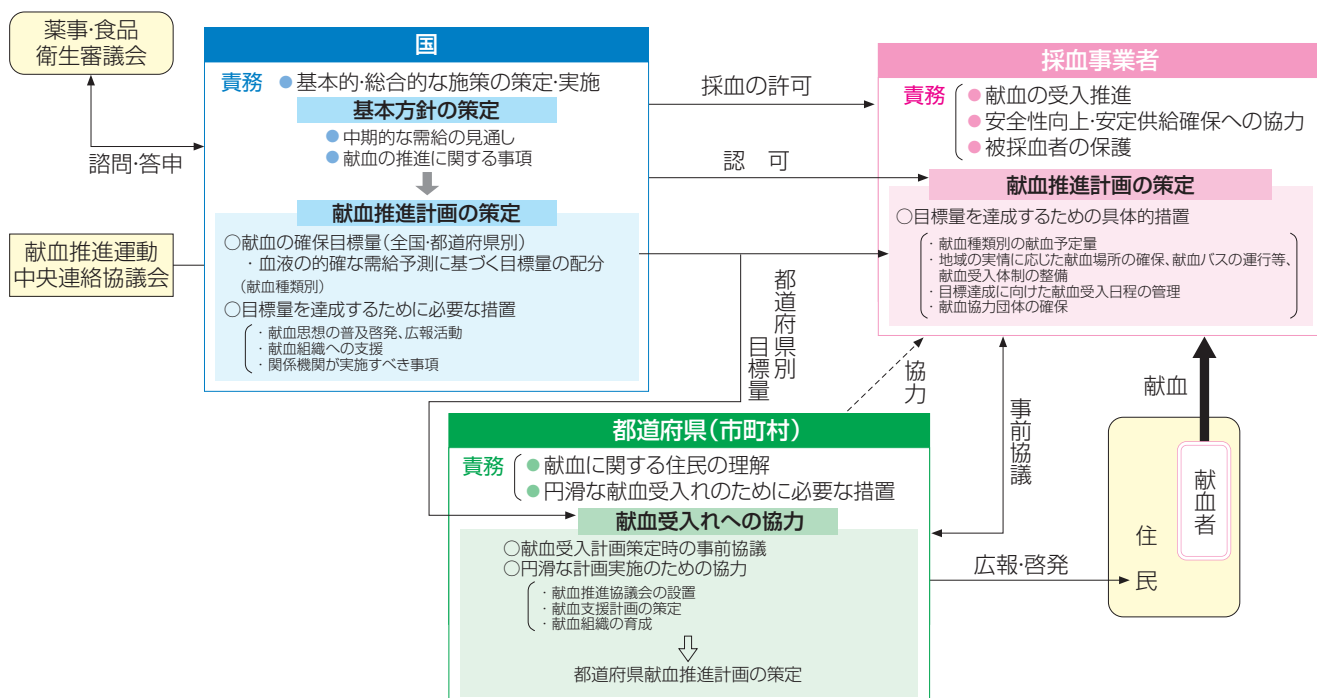 薬事・食品
衛生審議会
諮問・答申
献血推進運動
中央連絡協議会
国
責務 ●基本的・総合的な施策の策定・実施
基本方針の策定
●中期的な需給の見通し
●献血の推進に関する事項
献血推進計画の策定
○献血の確保目標量(全国・都道府県別)
・血液の的確な需給予測に基づく目標量の配分
(献血種類別)
○目標量を達成するために必要な措置
・献血思想の普及啓発、広報活動
・献血組織への支援
・関係機関が実施すべき事項
採血の許可
認 可
都道府県別
目標量
採血事業者
責務 ●献血の受入推進
●安全性向上・安定供給確保への協力
●被採血者の保護
献血推進計画の策定
○目標量を達成するための具体的措置
・献血種類別の献血予定量
・地域の実情に応じた献血場所の確保、献血バスの運行等、
献血受入体制の整備
・目標達成に向けた献血受入日程の管理
・献血協力団体の確保
協力
事前協議
献血
都道府県(市町村)
責務 ●献血に関する住民の理解
●円滑な献血受入れのために必要な措置
献血受入れへの協力
○献血受入計画策定時の事前協議
○円滑な計画実施のための協力
・献血推進協議会の設置
・献血支援計画の策定
・献血組織の育成
都道府県献血推進計画の策定
広報・啓発
住民
献血者